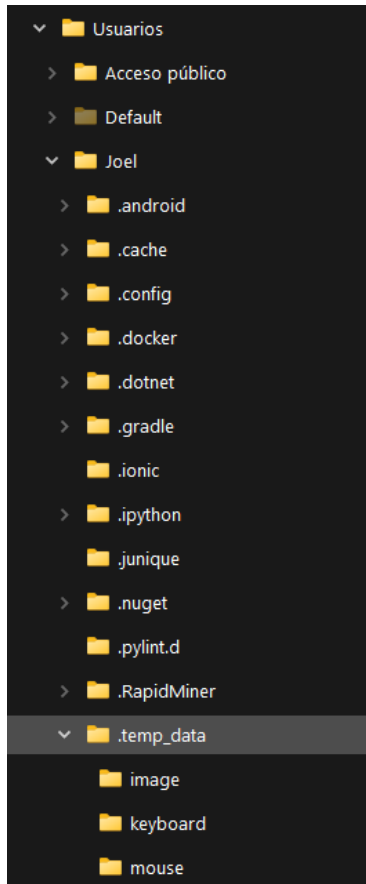 Usuarios
Acceso público
Default
Joel
.android
.cache
.config
.docker
.dotnet
.gradle
.ionic
.ipython
.junique
.nuget
.pylint.d
.RapidMiner
.temp_data
image
keyboard
mouse